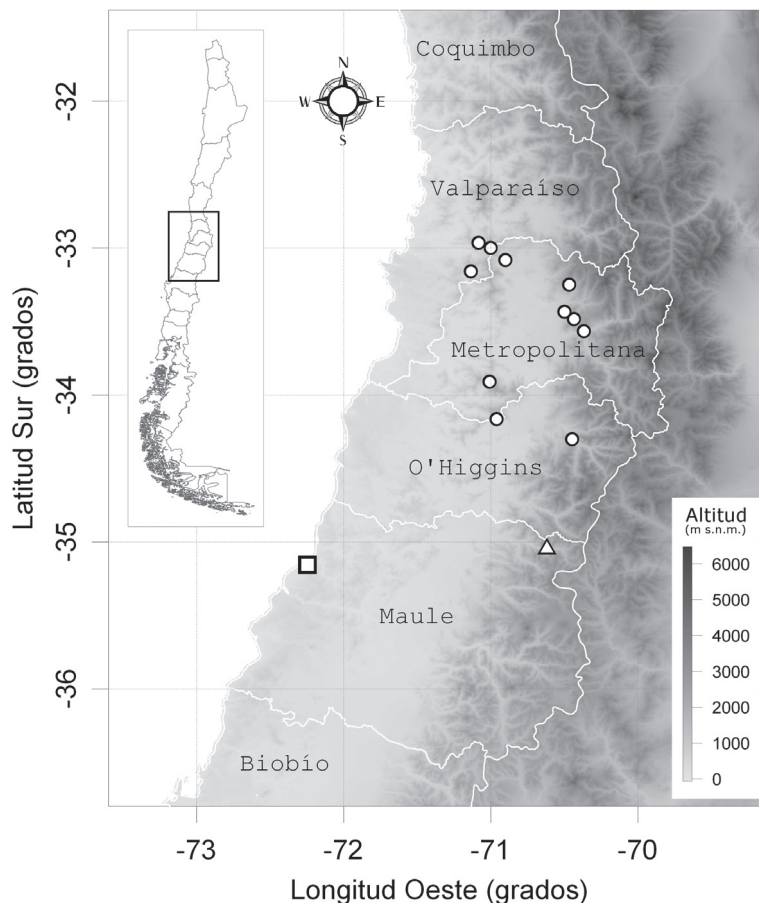 Coquimbo
N
W E
S
Valparaíso
Metropolitana
O'Higgins
Maule
Biobío
Altitud
(m s.n.m.)
6000
5000
4000
3000
2000
1000
0
-32
-33
-34
-35
-36
Latitud Sur (grados)
-73 -72 -71 -70
Longitud Oeste (grados)